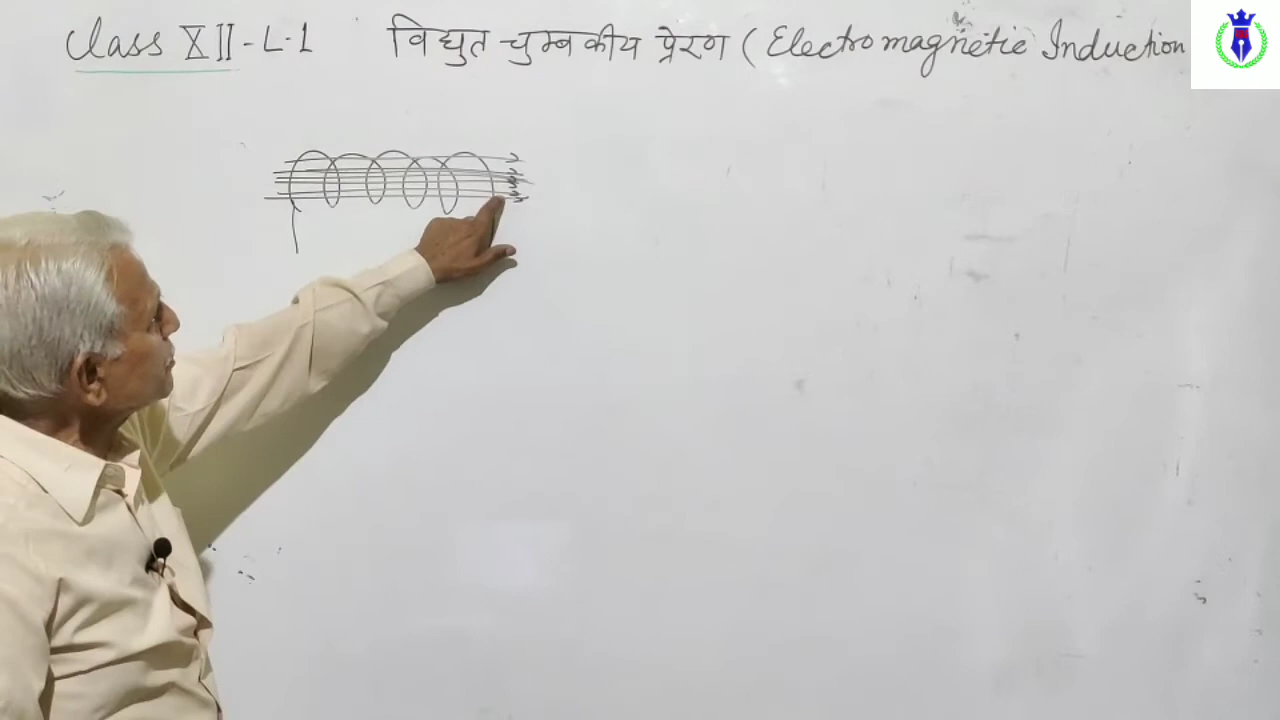 Class XII-L.1 विद्युत चुम्बकीय प्रेरण ( Electromagnetic Induction